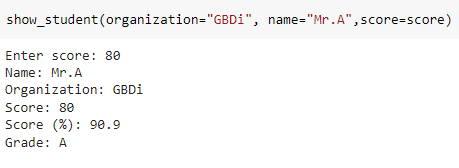 show_student(organization="GBDi", name="Mr.A",score=score)
Enter score: 80
Name: Mr.A
Organization: GBDi
Score: 80
Score (%): 90.9
Grade: A